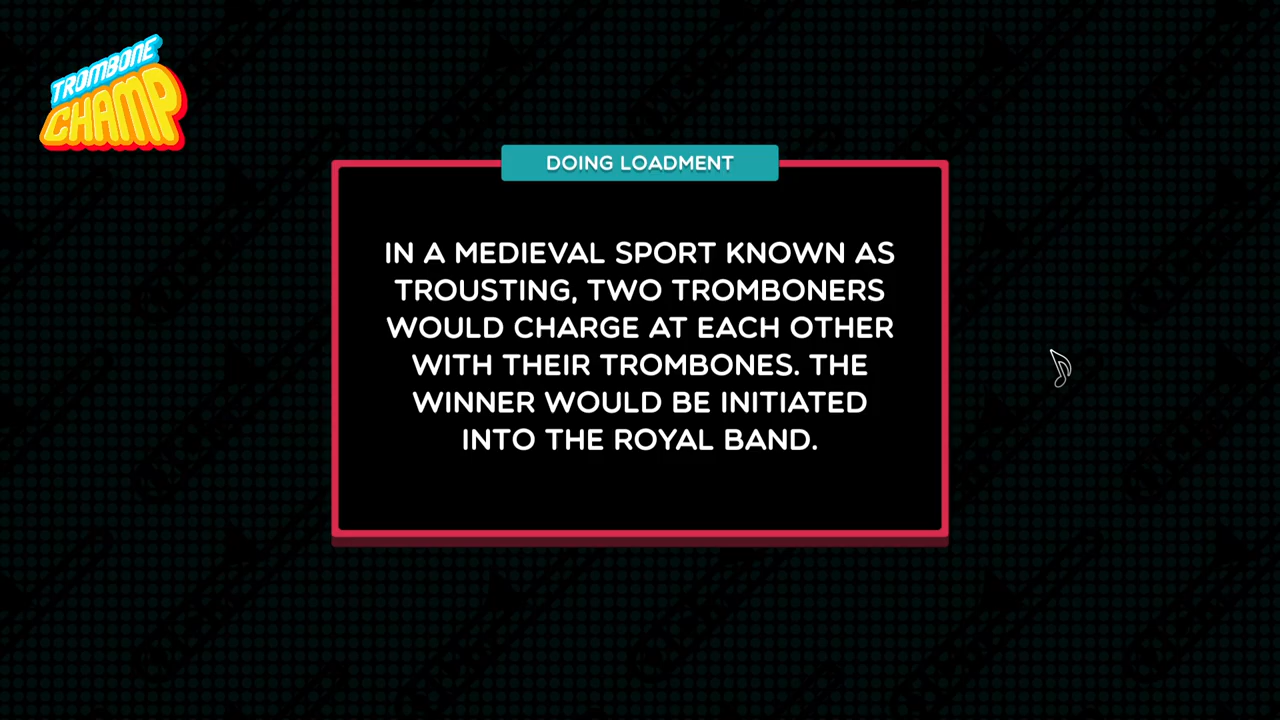 TROMBONE
CHAMP
DOING LOADMENT
IN A MEDIEVAL SPORT KNOWN AS
TROUSTING, TWO TROMBONERS
WOULD CHARGE AT EACH OTHER
WITH THEIR TROMBONES. THE
WINNER WOULD BE INITIATED
INTO THE ROYAL BAND.